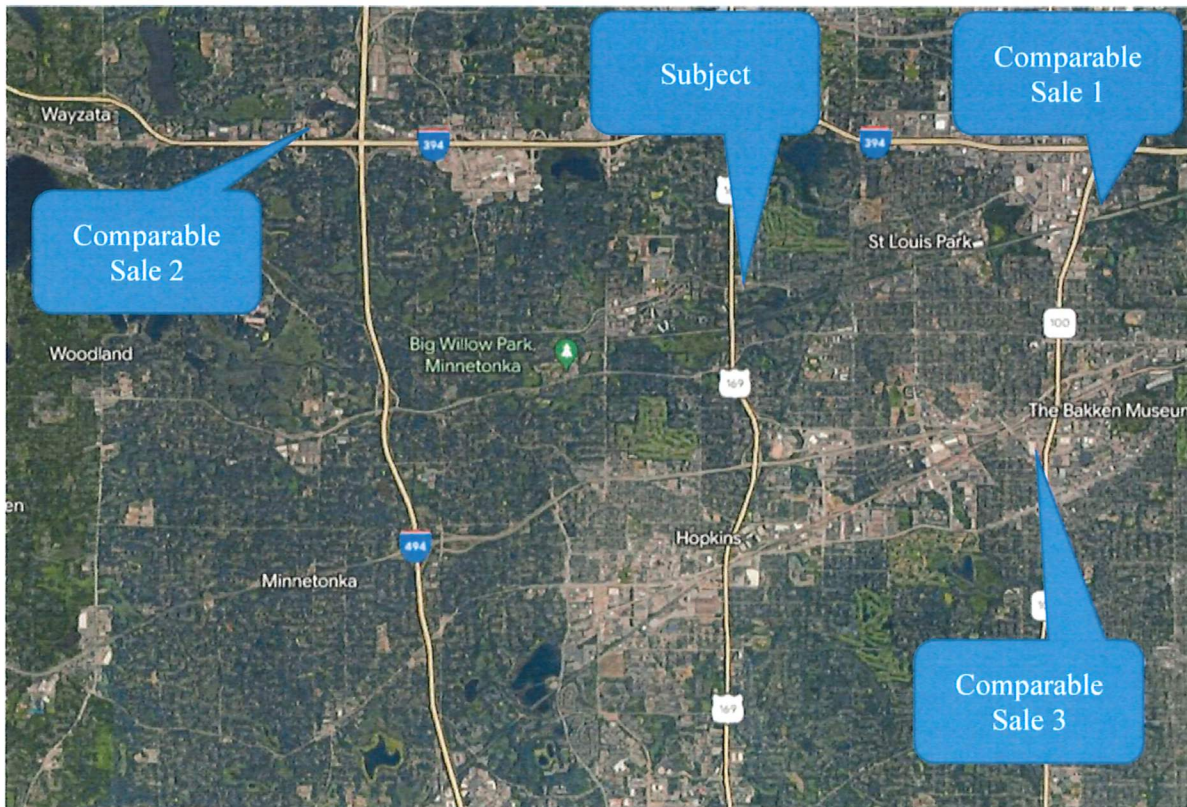 Subject
Comparable
Sale 1
Wayzata
394
394
Comparable
Sale 2
St Louis Park
100
Woodland
Big Willow Park,
Minnetonka
169
The Bakken Museum
en
Hopkins
494
Minnetonka
Comparable
Sale 3
169